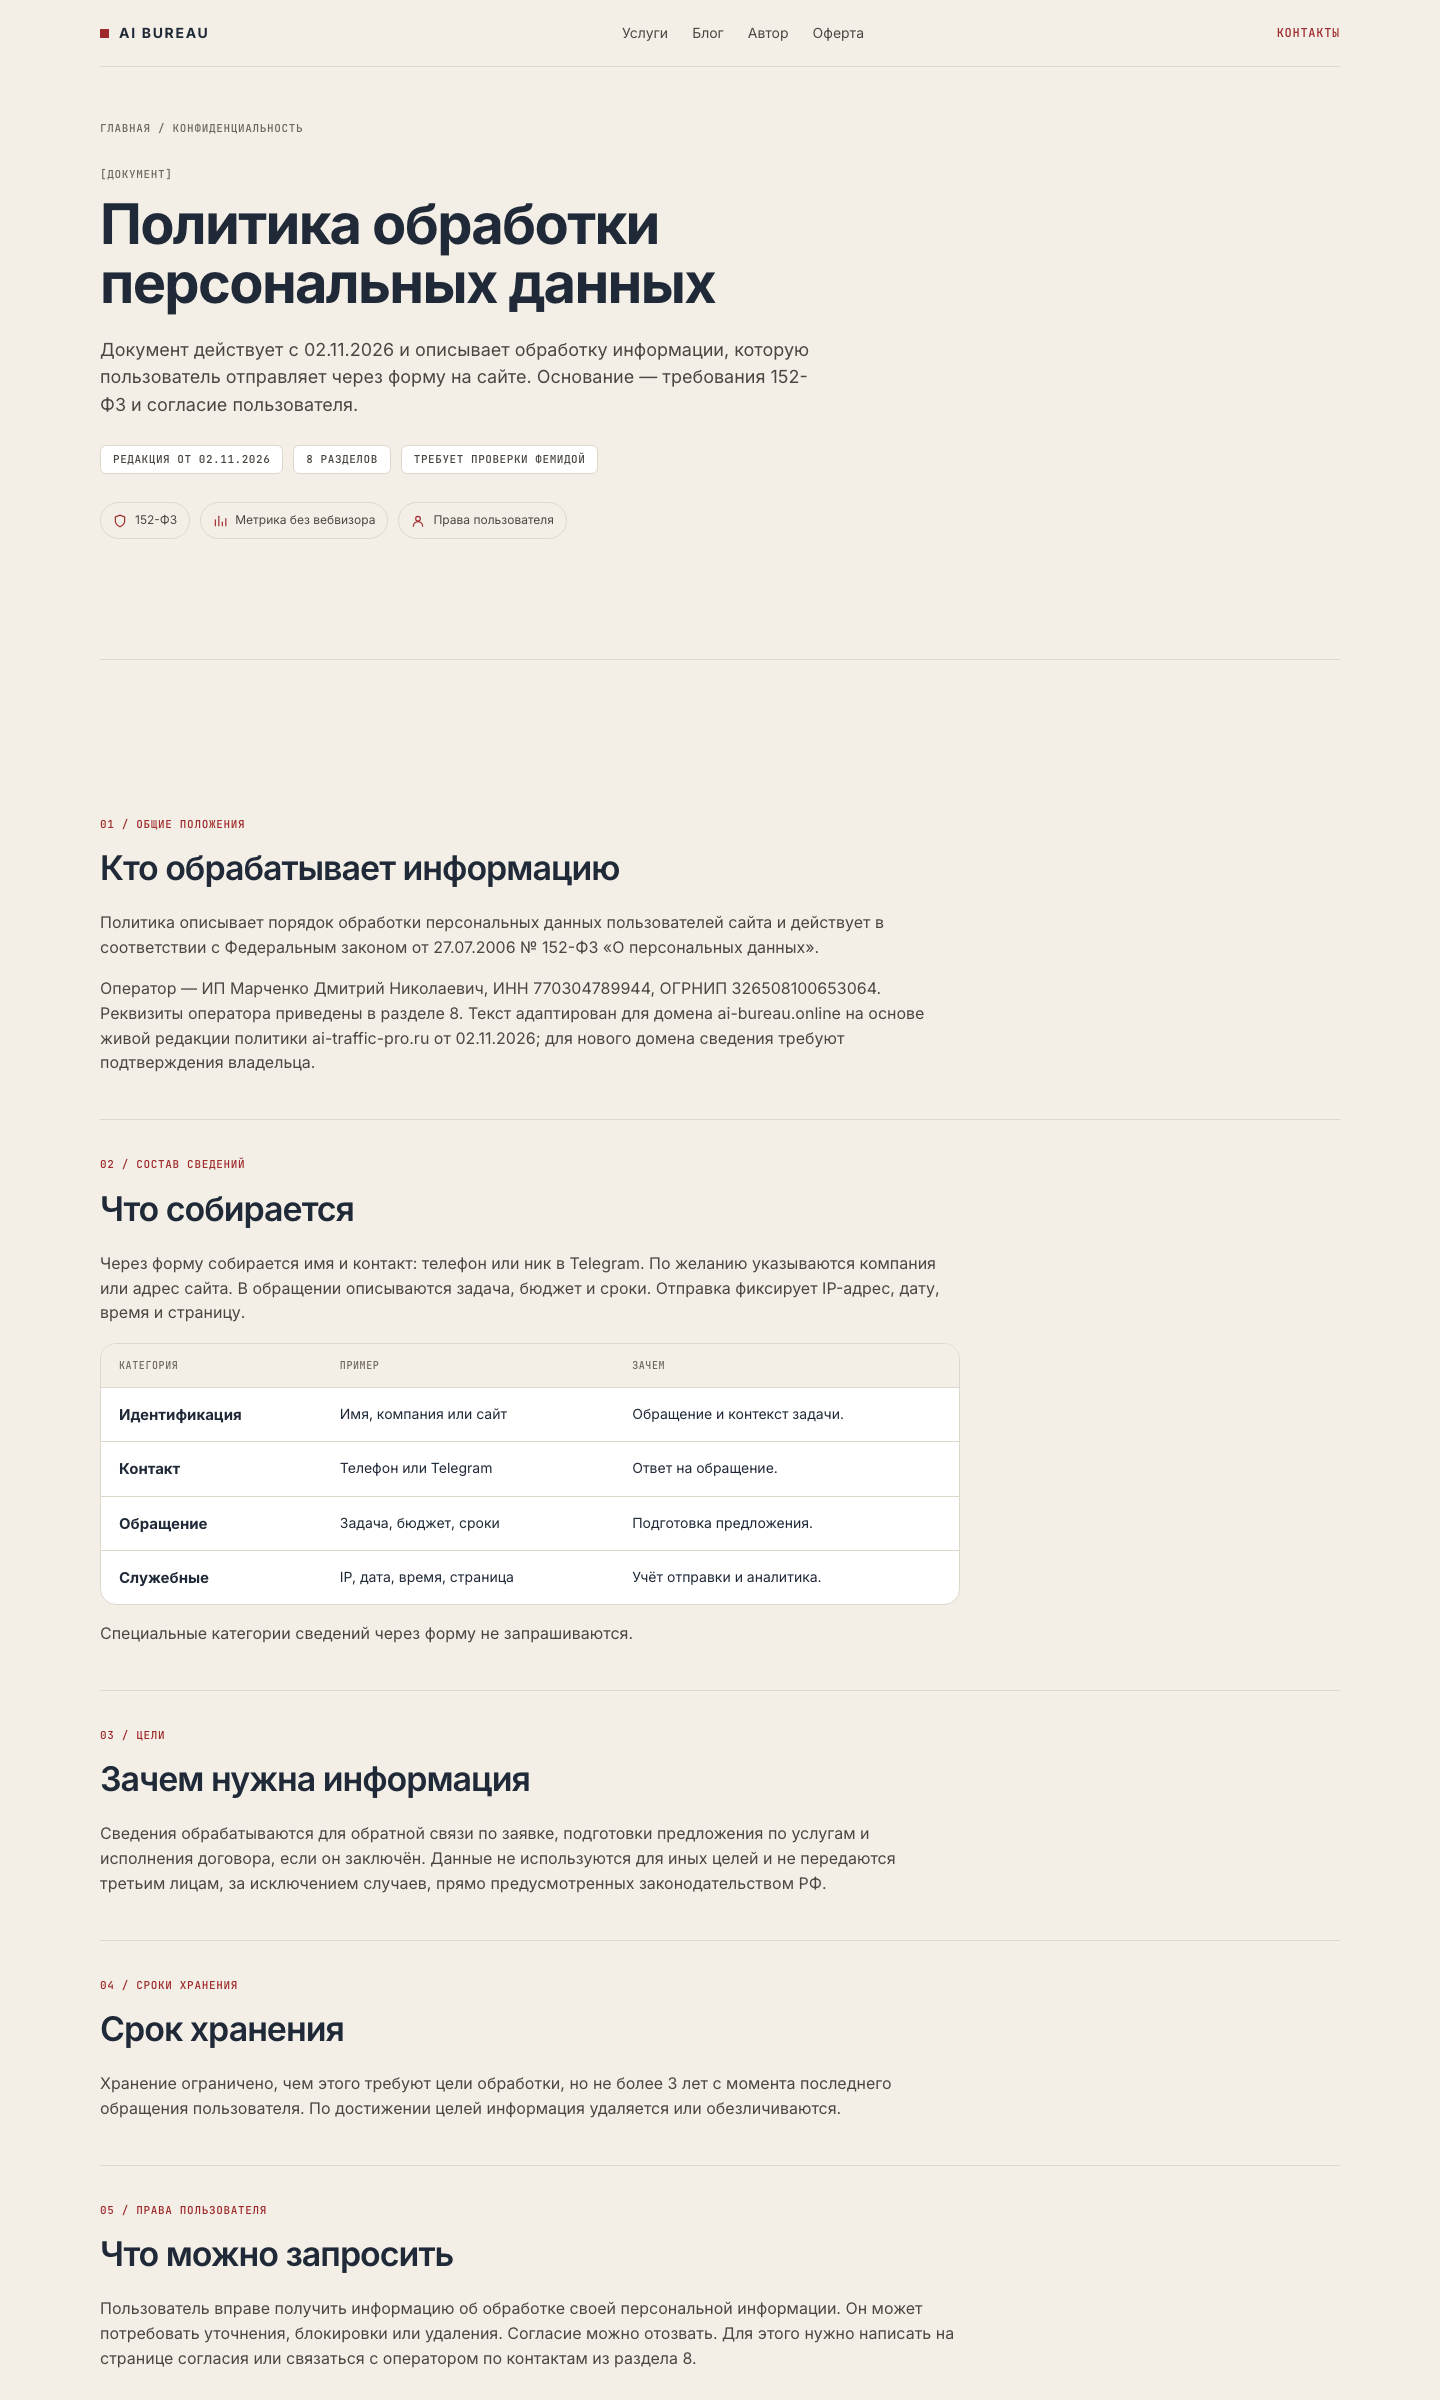 AI BUREAU
Услуги Блог Автор Оферта
КОНТАКТЫ
ГЛАВНАЯ / КОНФИДЕНЦИАЛЬНОСТЬ
[ДОКУМЕНТ]
Политика обработки
персональных данных
Документ действует с 02.11.2026 и описывает обработку информации, которую
пользователь отправляет через форму на сайте. Основание — требования 152-
ФЗ и согласие пользователя.
РЕДАКЦИЯ ОТ 02.11.2026
8 РАЗДЕЛОВ
ТРЕБУЕТ ПРОВЕРКИ ФЕМИДОЙ
152-ФЗ
Метрика без вебвизора
Права пользователя
01 / ОБЩИЕ ПОЛОЖЕНИЯ
Кто обрабатывает информацию
Политика описывает порядок обработки персональных данных пользователей сайта и действует в
соответствии с Федеральным законом от 27.07.2006 № 152-ФЗ «О персональных данных».
Оператор — ИП Марченко Дмитрий Николаевич, ИНН 770304789944, ОГРНИП 326508100653064.
Реквизиты оператора приведены в разделе 8. Текст адаптирован для домена ai-bureau.online на основе
живой редакции политики ai-traffic-pro.ru от 02.11.2026; для нового домена сведения требуют
подтверждения владельца.
02 / СОСТАВ СВЕДЕНИЙ
Что собирается
Через форму собирается имя и контакт: телефон или ник в Telegram. По желанию указываются компания
или адрес сайта. В обращении описываются задача, бюджет и сроки. Отправка фиксирует IP-адрес, дату,
время и страницу.
КАТЕГОРИЯ ПРИМЕР ЗАЧЕМ
Идентификация Имя, компания или сайт Обращение и контекст задачи.
Контакт Телефон или Telegram Ответ на обращение.
Обращение Задача, бюджет, сроки Подготовка предложения.
Служебные IP, дата, время, страница Учёт отправки и аналитика.
Специальные категории сведений через форму не запрашиваются.
03 / ЦЕЛИ
Зачем нужна информация
Сведения обрабатываются для обратной связи по заявке, подготовки предложения по услугам и
исполнения договора, если он заключён. Данные не используются для иных целей и не передаются
третьим лицам, за исключением случаев, прямо предусмотренных законодательством РФ.
04 / СРОКИ ХРАНЕНИЯ
Срок хранения
Хранение ограничено, чем этого требуют цели обработки, но не более 3 лет с момента последнего
обращения пользователя. По достижении целей информация удаляется или обезличиваются.
05 / ПРАВА ПОЛЬЗОВАТЕЛЯ
Что можно запросить
Пользователь вправе получить информацию об обработке своей персональной информации. Он может
потребовать уточнения, блокировки или удаления. Согласие можно отозвать. Для этого нужно написать на
странице согласия или связаться с оператором по контактам из раздела 8.